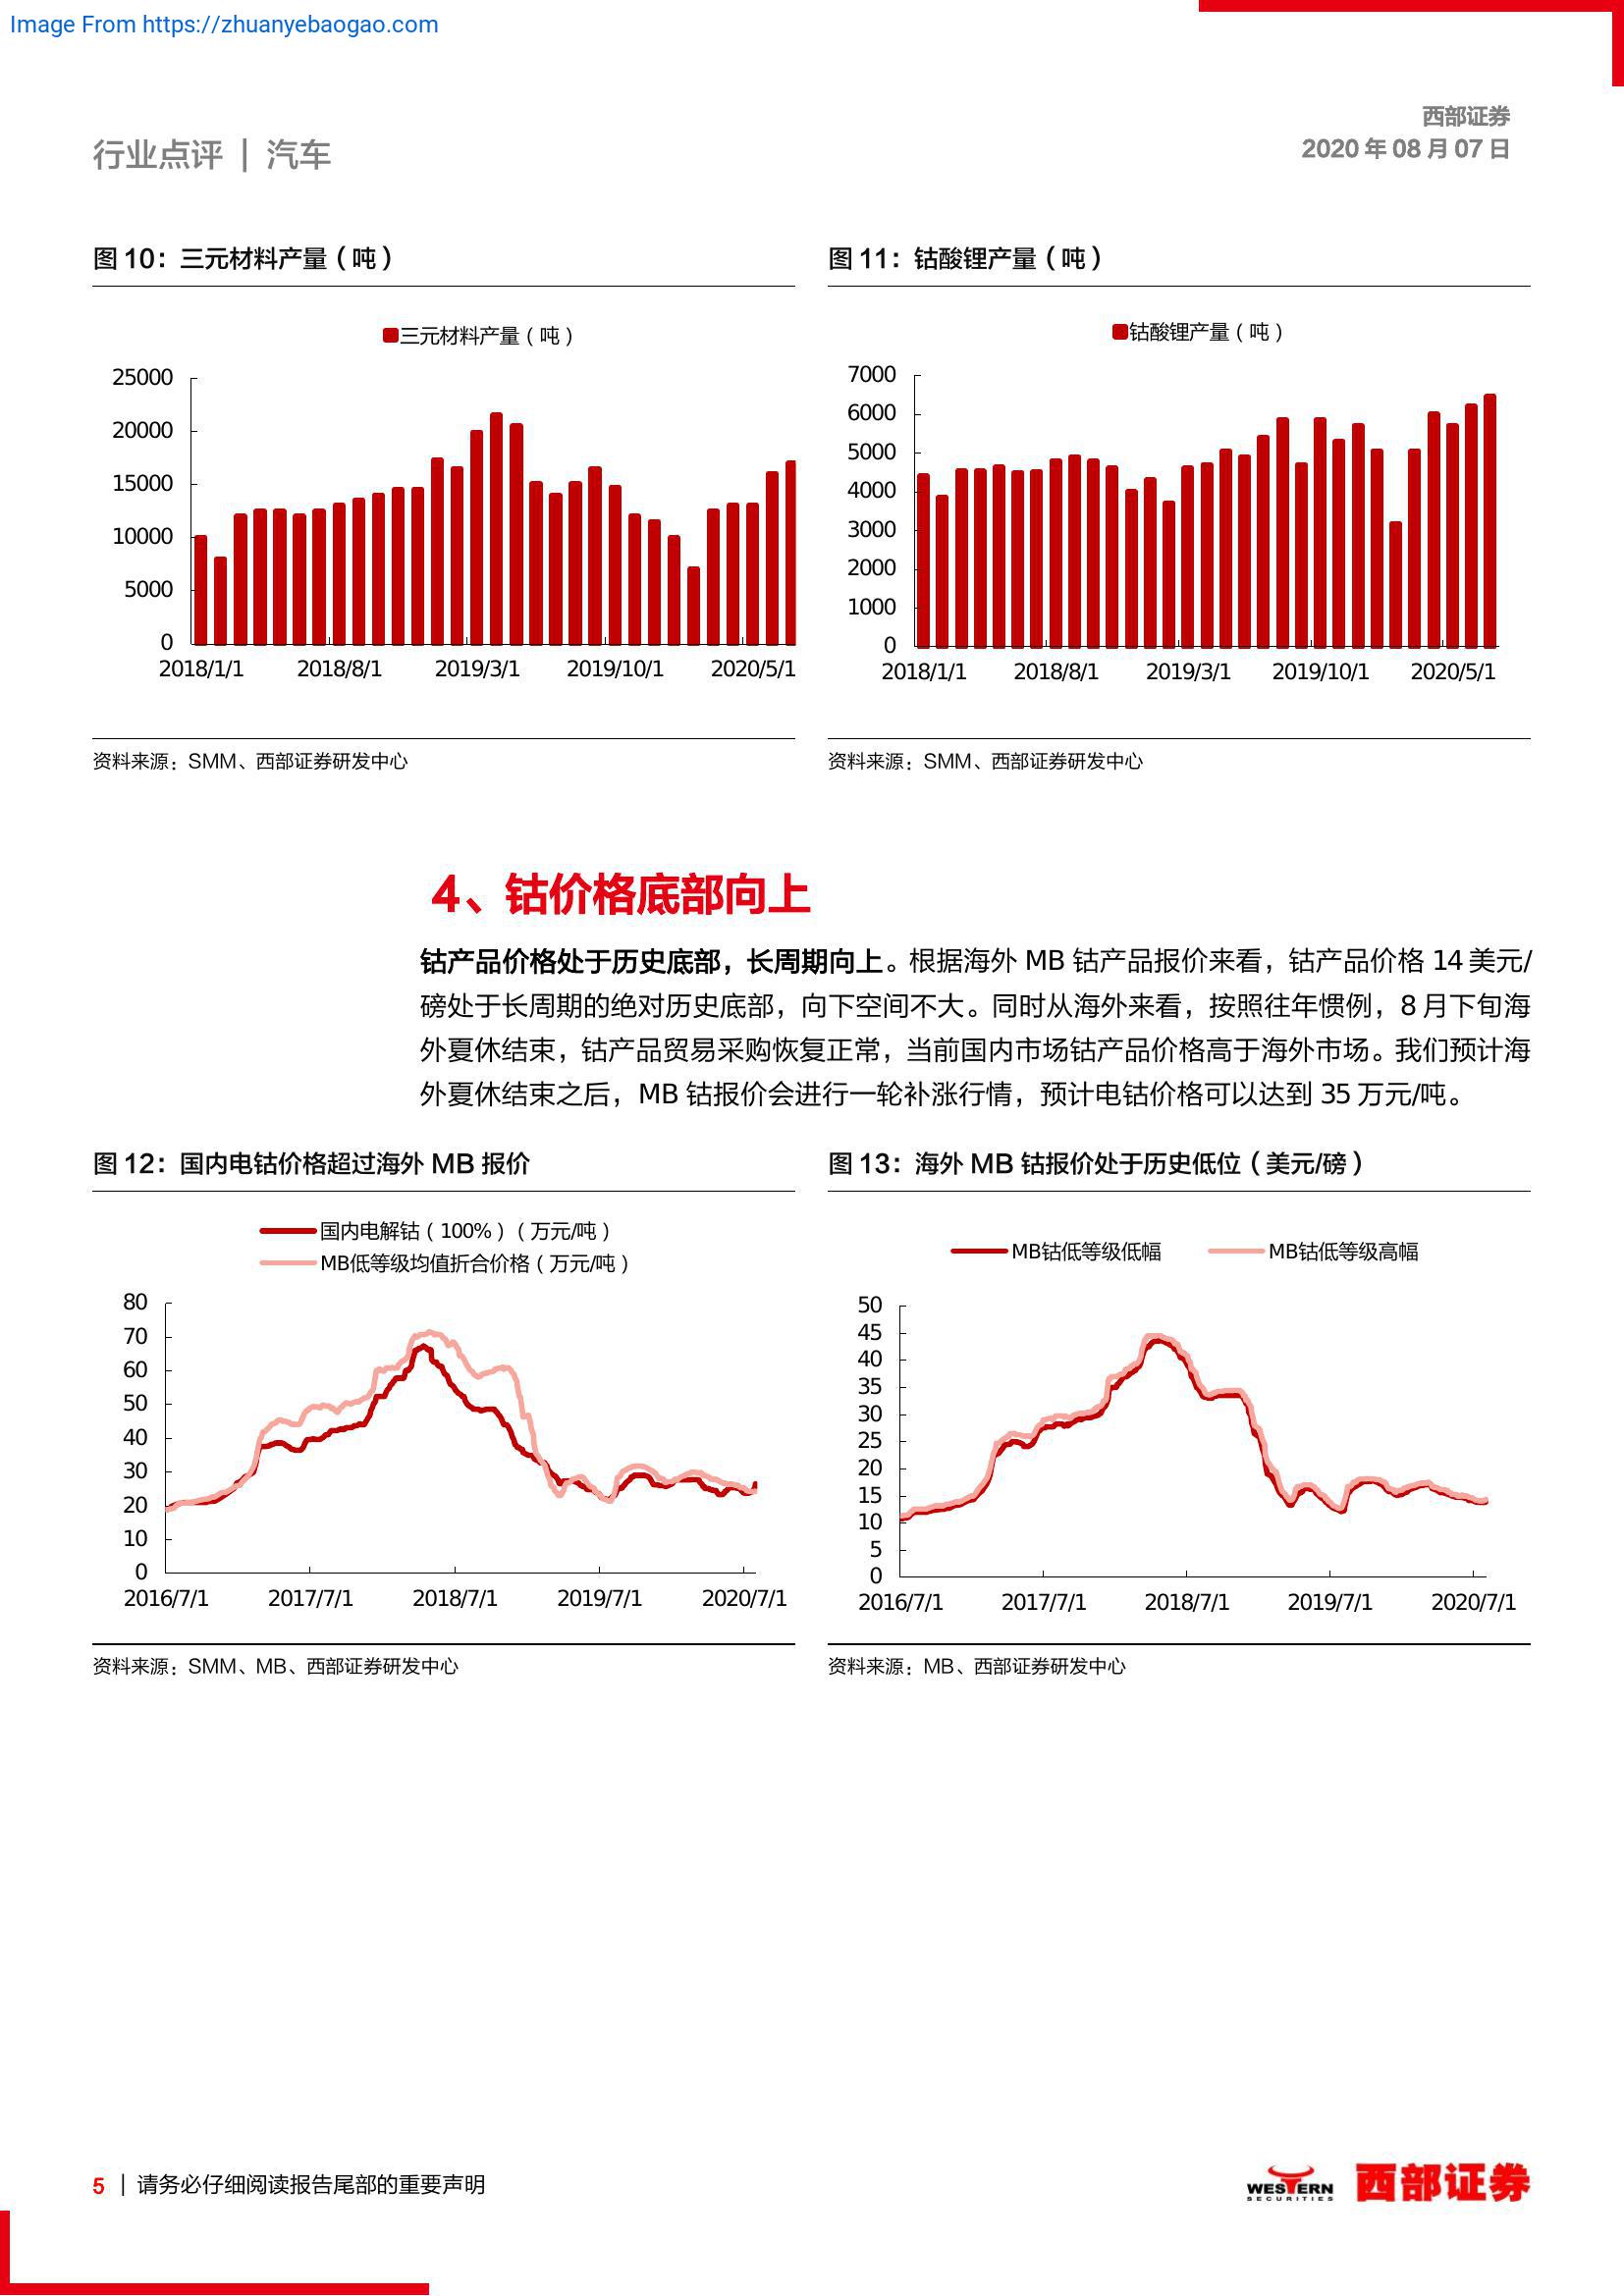 Image From https://zhuanyebaogao.com
西部证券
行业点评 | 汽车
2020 年 08 月 07 日
图 10：三元材料产量（吨）
三元材料产量（吨）
25000
20000
15000
10000
5000
0
2018/1/1 2018/8/1 2019/3/1 2019/10/1 2020/5/1
资料来源：SMM、西部证券研发中心
图 11：钴酸锂产量（吨）
钴酸锂产量（吨）
7000
6000
5000
4000
3000
2000
1000
0
2018/1/1 2018/8/1 2019/3/1 2019/10/1 2020/5/1
资料来源：SMM、西部证券研发中心
4、钴价格底部向上
钴产品价格处于历史底部，长周期向上。根据海外 MB 钴产品报价来看，钴产品价格 14 美元/
磅处于长周期的绝对历史底部，向下空间不大。同时从海外来看，按照往年惯例，8 月下旬海
外夏休结束，钴产品贸易采购恢复正常，当前国内市场钴产品价格高于海外市场。我们预计海
外夏休结束之后，MB 钴报价会进行一轮补涨行情，预计电钴价格可以达到 35 万元/吨。
图 12：国内电钴价格超过海外 MB 报价
国内电解钴（100%）（万元/吨）
MB低等级均值折合价格（万元/吨）
80
70
60
50
40
30
20
10
0
2016/7/1 2017/7/1 2018/7/1 2019/7/1 2020/7/1
资料来源：SMM、MB、西部证券研发中心
图 13：海外 MB 钴报价处于历史低位（美元/磅）
MB钴低等级低幅 MB钴低等级高幅
50
45
40
35
30
25
20
15
10
5
0
2016/7/1 2017/7/1 2018/7/1 2019/7/1 2020/7/1
资料来源：MB、西部证券研发中心
5 | 请务必仔细阅读报告尾部的重要声明
WESTERN
SECURITIES
西部证券